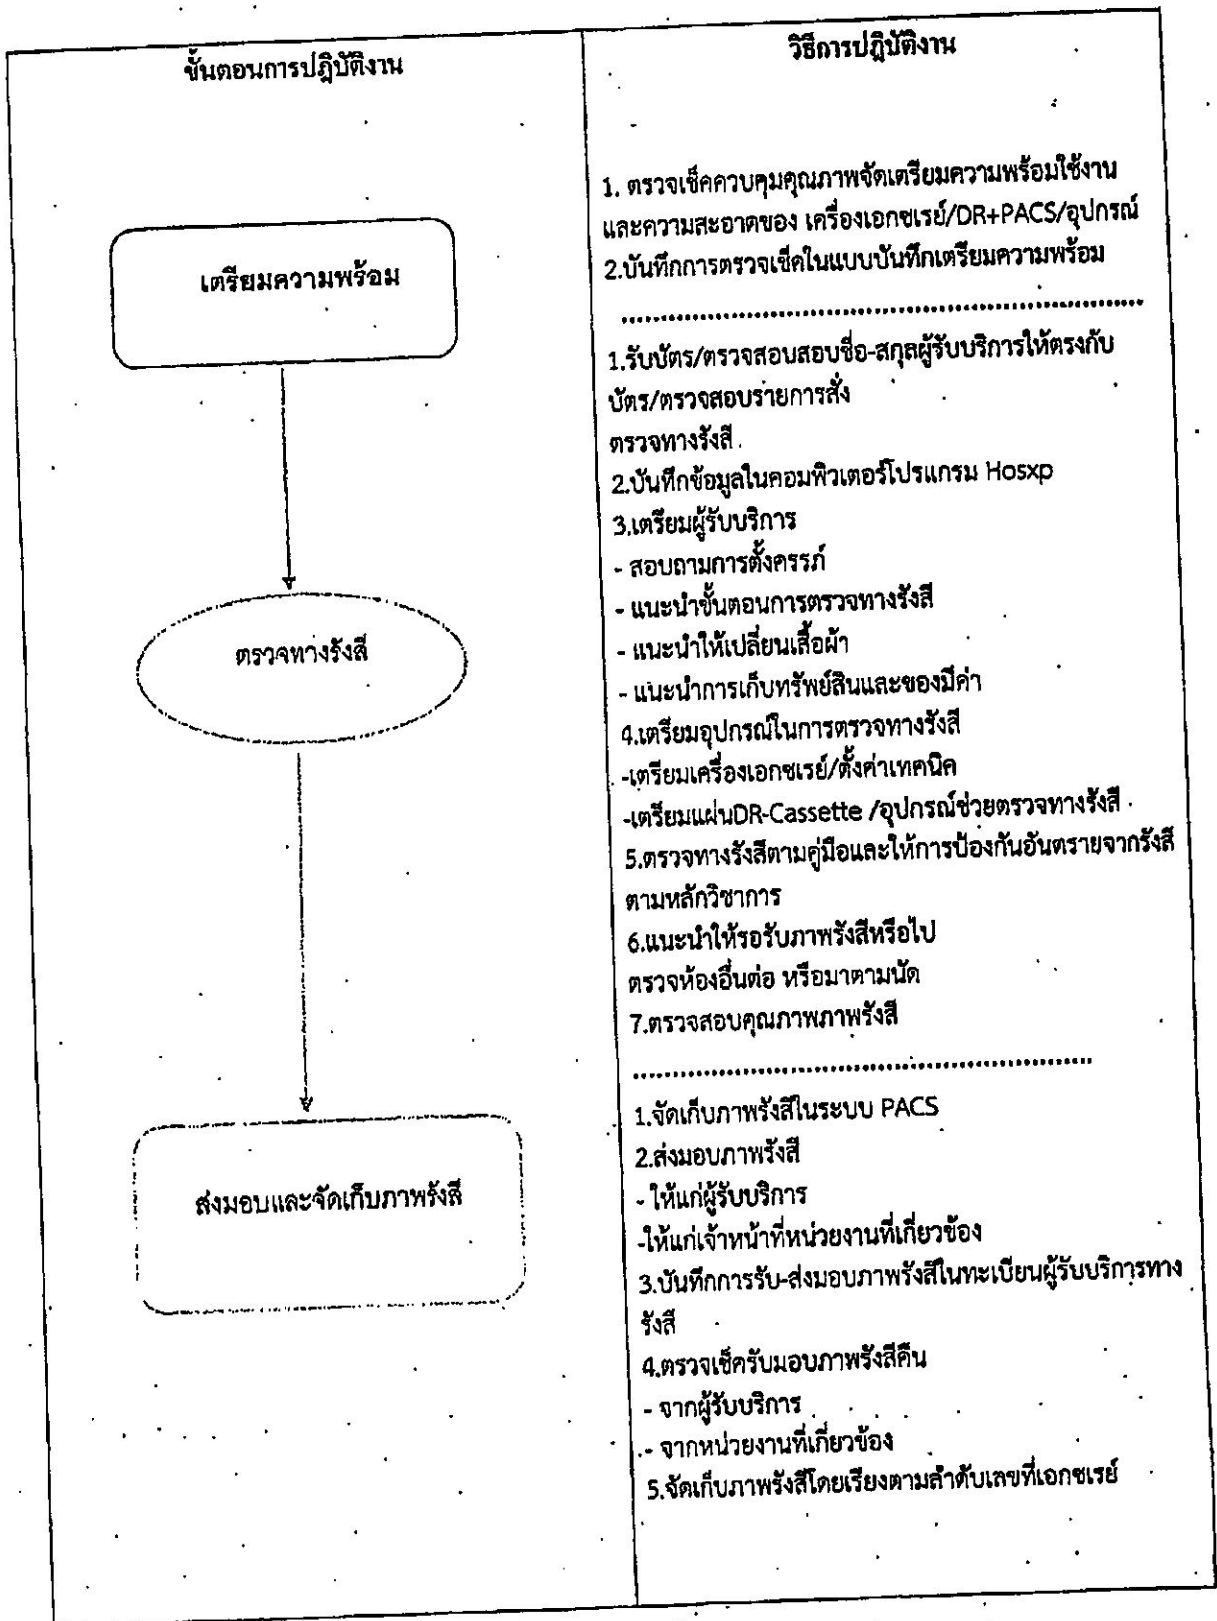 ขั้นตอนการปฏิบัติงาน
วิธีการปฏิบัติงาน
เตรียมความพร้อม
1. ตรวจเช็คควบคุมคุณภาพจัดเตรียมความพร้อมใช้งาน
และความสะอาดของ เครื่องเอกซเรย์/DR+PACS/อุปกรณ์
2.บันทึกการตรวจเช็คในแบบบันทึกเตรียมความพร้อม
ตรวจทางรังสี
1.รับบัตร/ตรวจสอบสอบชื่อ-สกุลผู้รับบริการให้ตรงกับ
บัตร/ตรวจสอบรายการสั่ง
ตรวจทางรังสี
2.บันทึกข้อมูลในคอมพิวเตอร์โปรแกรม Hosxp
3.เตรียมผู้รับบริการ
- สอบถามการตั้งครรภ์
- แนะนำขั้นตอนการตรวจทางรังสี
- แนะนำให้เปลี่ยนเสื้อผ้า
- แนะนำการเก็บทรัพย์สินและของมีค่า
4.เตรียมอุปกรณ์ในการตรวจทางรังสี
-เตรียมเครื่องเอกซเรย์/ตั้งค่าเทคนิค
-เตรียมแผ่นDR-Cassette /อุปกรณ์ช่วยตรวจทางรังสี
5.ตรวจทางรังสีตามคู่มือและให้การป้องกันอันตรายจากรังสี
ตามหลักวิชาการ
6.แนะนำให้รอรับภาพรังสีหรือไป
ตรวจห้องอื่นต่อ หรือมาตามนัด
7.ตรวจสอบคุณภาพภาพรังสี
ส่งมอบและจัดเก็บภาพรังสี
1.จัดเก็บภาพรังสีในระบบ PACS
2.ส่งมอบภาพรังสี
- ให้แก่ผู้รับบริการ
-ให้แก่เจ้าหน้าที่หน่วยงานที่เกี่ยวข้อง
3.บันทึกการรับ-ส่งมอบภาพรังสีในทะเบียนผู้รับบริการทาง
รังสี
4.ตรวจเช็ครับมอบภาพรังสีคืน
- จากผู้รับบริการ
- จากหน่วยงานที่เกี่ยวข้อง
5.จัดเก็บภาพรังสีโดยเรียงตามลำดับเลขที่เอกซเรย์